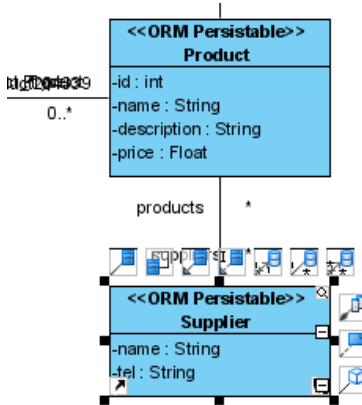 <<ORM Persistable>>
Product
-id : int
-name : String
-description : String
-price : Float
0..*
products *
suppliers *
<<ORM Persistable>>
Supplier
-name : String
-tel : String